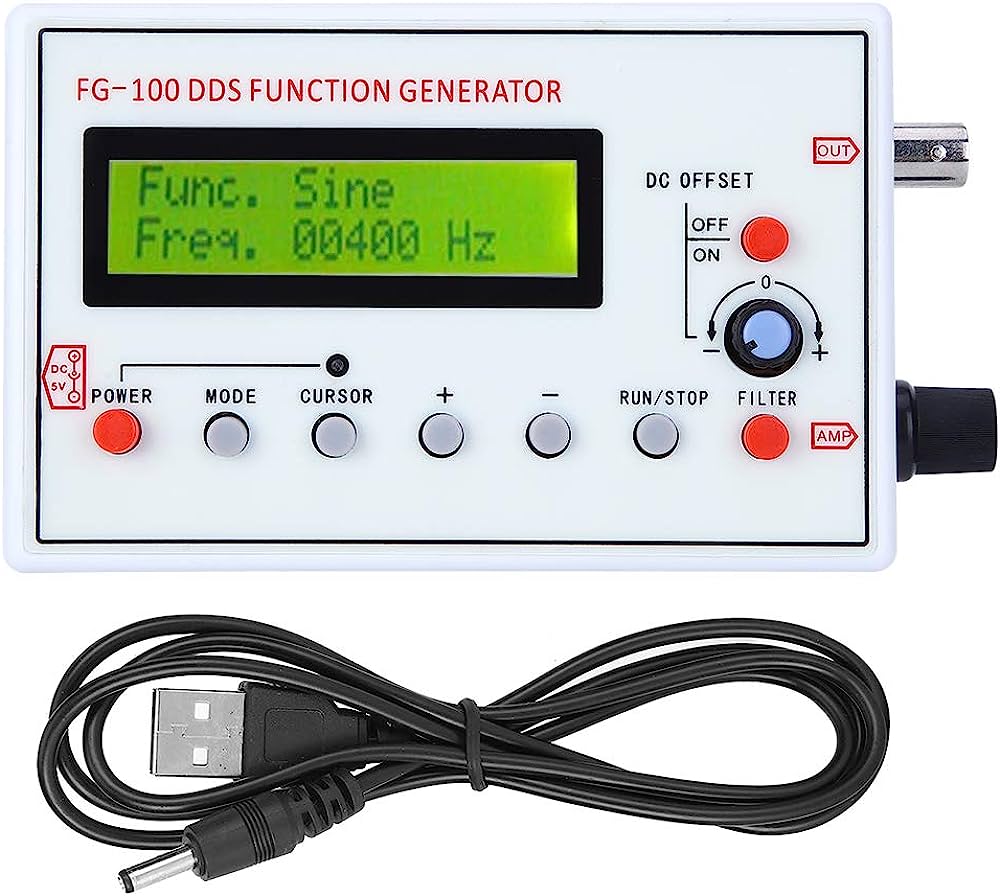 FG-100 DDS FUNCTION GENERATOR
OUT
Func. Sine
Freq. 00400 Hz
DC OFFSET
OFF
ON
0
- +
DC 5V + -
POWER MODE CURSOR + - RUN/STOP FILTER
AMP